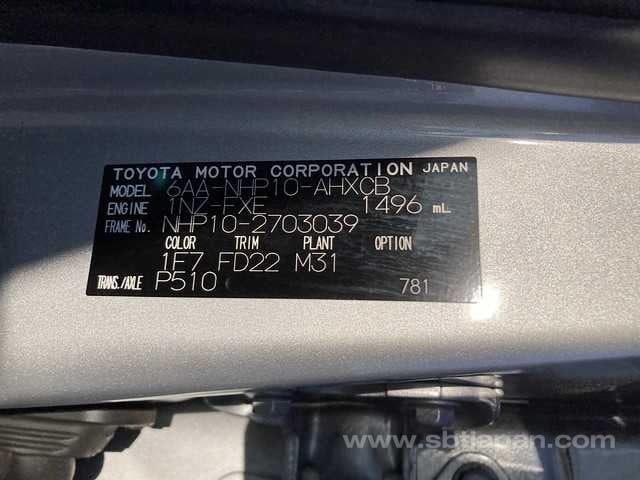 TOYOTA MOTOR CORPORATION JAPAN
MODEL 6AA-NHP10-AHXCB
ENGINE 1NZ-FXE 1496 mL
FRAME No. NHP10-2703039
COLOR TRIM PLANT OPTION
1F7 FD22 M31
TRANS./AXLE P510 781
www.sbtjapan.com